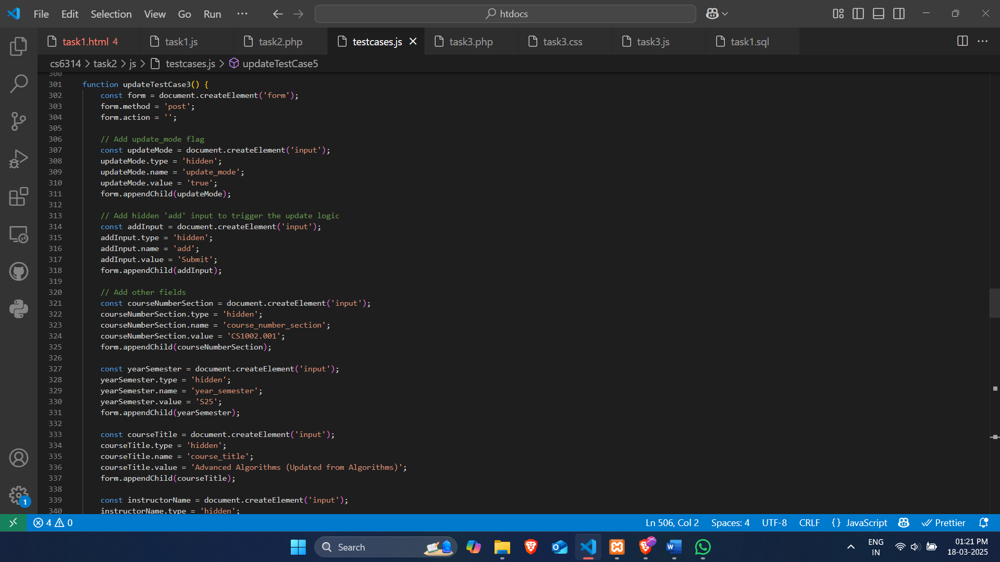 File Edit Selection View Go Run ··· htdocs
task1.html 4 task1.js task2.php testcases.js task3.php task3.css task3.js task1.sql
cs6314 > task2 > js > testcases.js > updateTestCase5
300
301 function updateTestCase3() {
302 const form = document.createElement('form');
303 form.method = 'post';
304 form.action = '';
305
306 // Add update_mode flag
307 const updateMode = document.createElement('input');
308 updateMode.type = 'hidden';
309 updateMode.name = 'update_mode';
310 updateMode.value = 'true';
311 form.appendChild(updateMode);
312
313 // Add hidden 'add' input to trigger the update logic
314 const addInput = document.createElement('input');
315 addInput.type = 'hidden';
316 addInput.name = 'add';
317 addInput.value = 'Submit';
318 form.appendChild(addInput);
319
320 // Add other fields
321 const courseNumberSection = document.createElement('input');
322 courseNumberSection.type = 'hidden';
323 courseNumberSection.name = 'course_number_section';
324 courseNumberSection.value = 'CS1002.001';
325 form.appendChild(courseNumberSection);
326
327 const yearSemester = document.createElement('input');
328 yearSemester.type = 'hidden';
329 yearSemester.name = 'year_semester';
330 yearSemester.value = 'S25';
331 form.appendChild(yearSemester);
332
333 const courseTitle = document.createElement('input');
334 courseTitle.type = 'hidden';
335 courseTitle.name = 'course_title';
336 courseTitle.value = 'Advanced Algorithms (Updated from Algorithms)';
337 form.appendChild(courseTitle);
338
339 const instructorName = document.createElement('input');
340 instructorName.type = 'hidden';
1
4 0 Ln 506, Col 2 Spaces: 4 UTF-8 CRLF {} JavaScript Prettier
Search ENG 01:21 PM
IN 18-03-2025